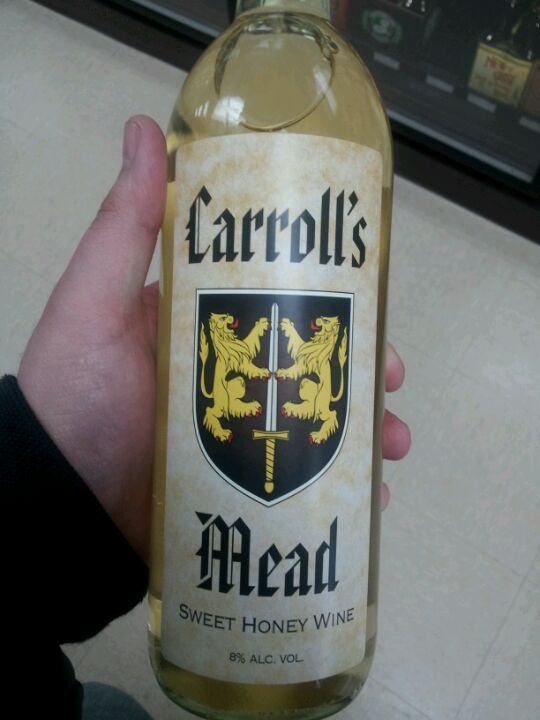 Carroll's
Mead
SWEET HONEY WINE
8% ALC. VOL.